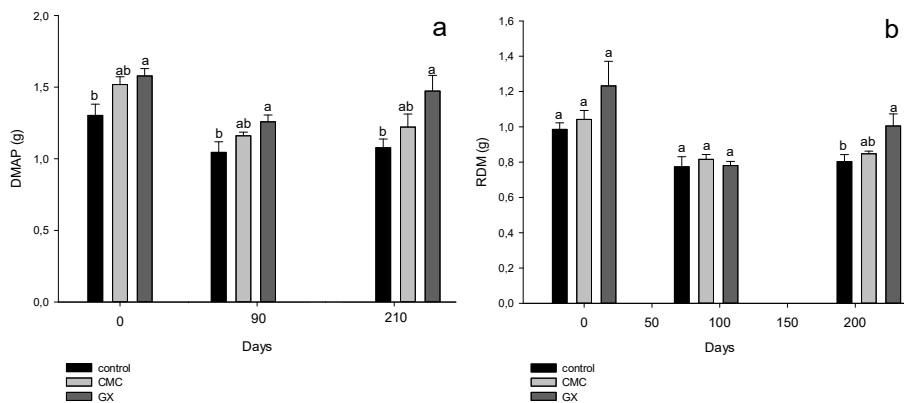 a
2,0
1,5
1,0
0,5
0,0
DMAP (g)
b ab a
b ab a
b ab a
0 90 210
Days
control
CMC
GX
b
1,6
1,4
1,2
1,0
0,8
0,6
0,4
0,2
0,0
RDM (g)
a a a
a a a
b ab a
0 50 100 150 200
Days
control
CMC
GX